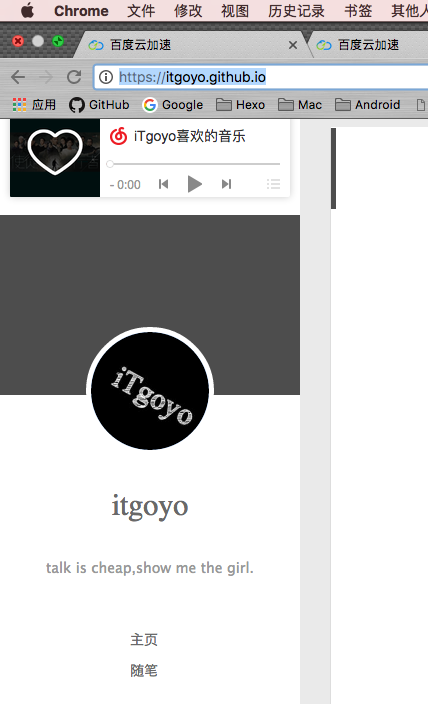 Chrome 文件 修改 视图 历史记录 书签 其他人
百度云加速 百度云加速
https://itgoyo.github.io
应用 GitHub Google Hexo Mac Android
iTgoyo喜欢的音乐
- 0:00
iTgoyo
itgoyo
talk is cheap,show me the girl.
主页
随笔